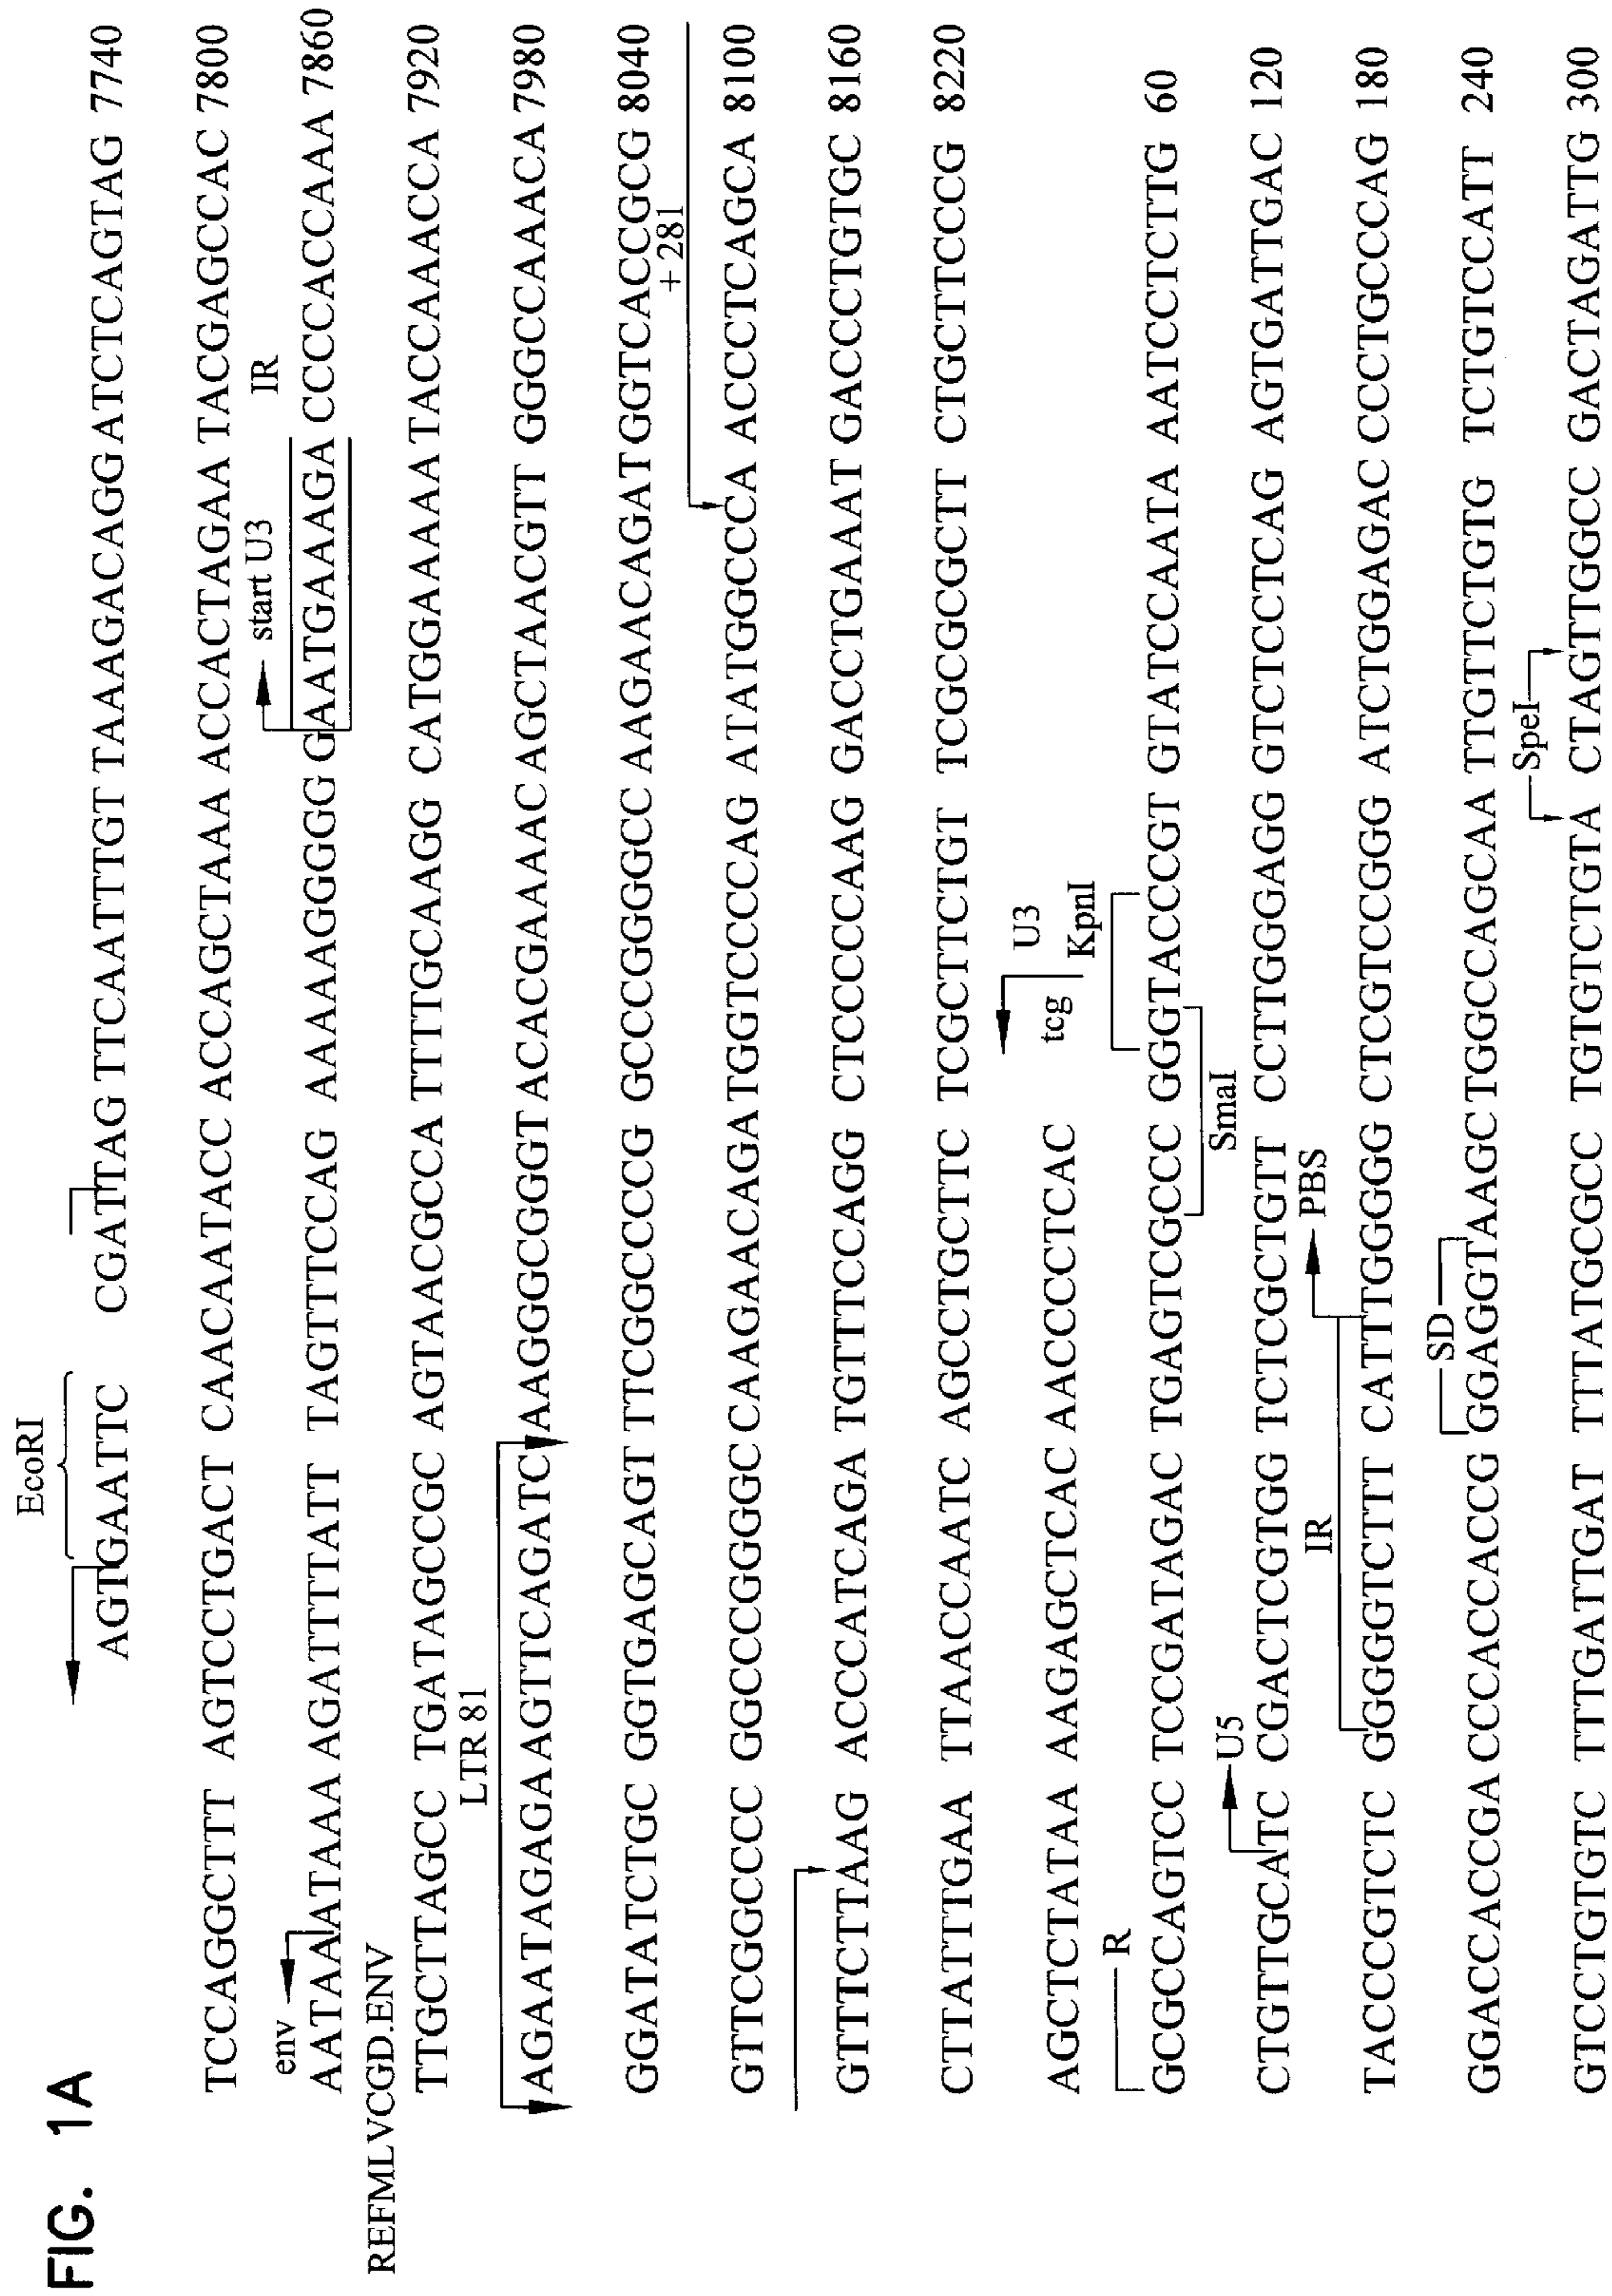 FIG. 1A
EcoRI
AGTGAATTC CGATTAG TTCAATTTGT TAAAGACAGG ATCTCAGTAG 7740
TCCAGGCTTT AGTCCTGACT CAACAATACC ACCAGCTAAA ACCACTAGAA TACGAGCCAC 7800
env start U3 IR
AATAAATAAA AGATTTTATT TAGTTTCCAG AAAAAGGGGG GAATGAAAGA CCCCACCAAA 7860
REFMLVCGD.ENV
TTGCTTAGCC TGATAGCCGC AGTAACGCCA TTTTGCAAGG CATGGAAAAA TACCAAACCA 7920
LTR 81
AGAATAGAGAAGTTCAGATC AAGGGCGGGT ACACGAAAAC AGCTAACGTT GGGCCAAACA 7980
GGATATCTGC GGTGAGCAGT TTCGGCCCCG GCCCGGGGCC AAGAACAGAT GGTCACCGCG 8040
+ 281
GTTCGGCCCC GGCCCGGGGC CAAGAACAGA TGGTCCCCAG ATATGGCCCA ACCCTCAGCA 8100
GTTTCTTAAG ACCCATCAGA TGTTTCCAGG CTCCCCCAAG GACCTGAAAT GACCCTGTGC 8160
CTTATTTGAA TTAACCAATC AGCCTGCTTC TCGCTTCTGT TCGCGCGCTT CTGCTTCCCG 8220
U3
AGCTCTATAA AAGAGCTCAC AACCCCTCAC tcg
R KpnI
GCGCCAGTCC TCCGATAGAC TGAGTCGCCC GGGTACCCGT GTATCCAATA AATCCTCTTG 60
SmaI
U5
CTGTTGCATC CGACTCGTGG TCTCGCTGTT CCTTGGGAGG GTCTCCTCAG AGTGATTGAC 120
IR PBS
TACCCGTCTC GGGGGTCTTT CATTTGGGGG CTCGTCCGGG ATCTGGAGAC CCCTGCCCAG 180
SD
GGACCACCGA CCCACCACCG GGAGGTAAGC TGGCCAGCAA TTGTTCTGTG TCTGTCCATT 240
SpeI
GTCCTGTGTC TTTGATTGAT TTTATGCGCC TGTGTCTGTA CTAGTTGGCC GACTAGATTG 300